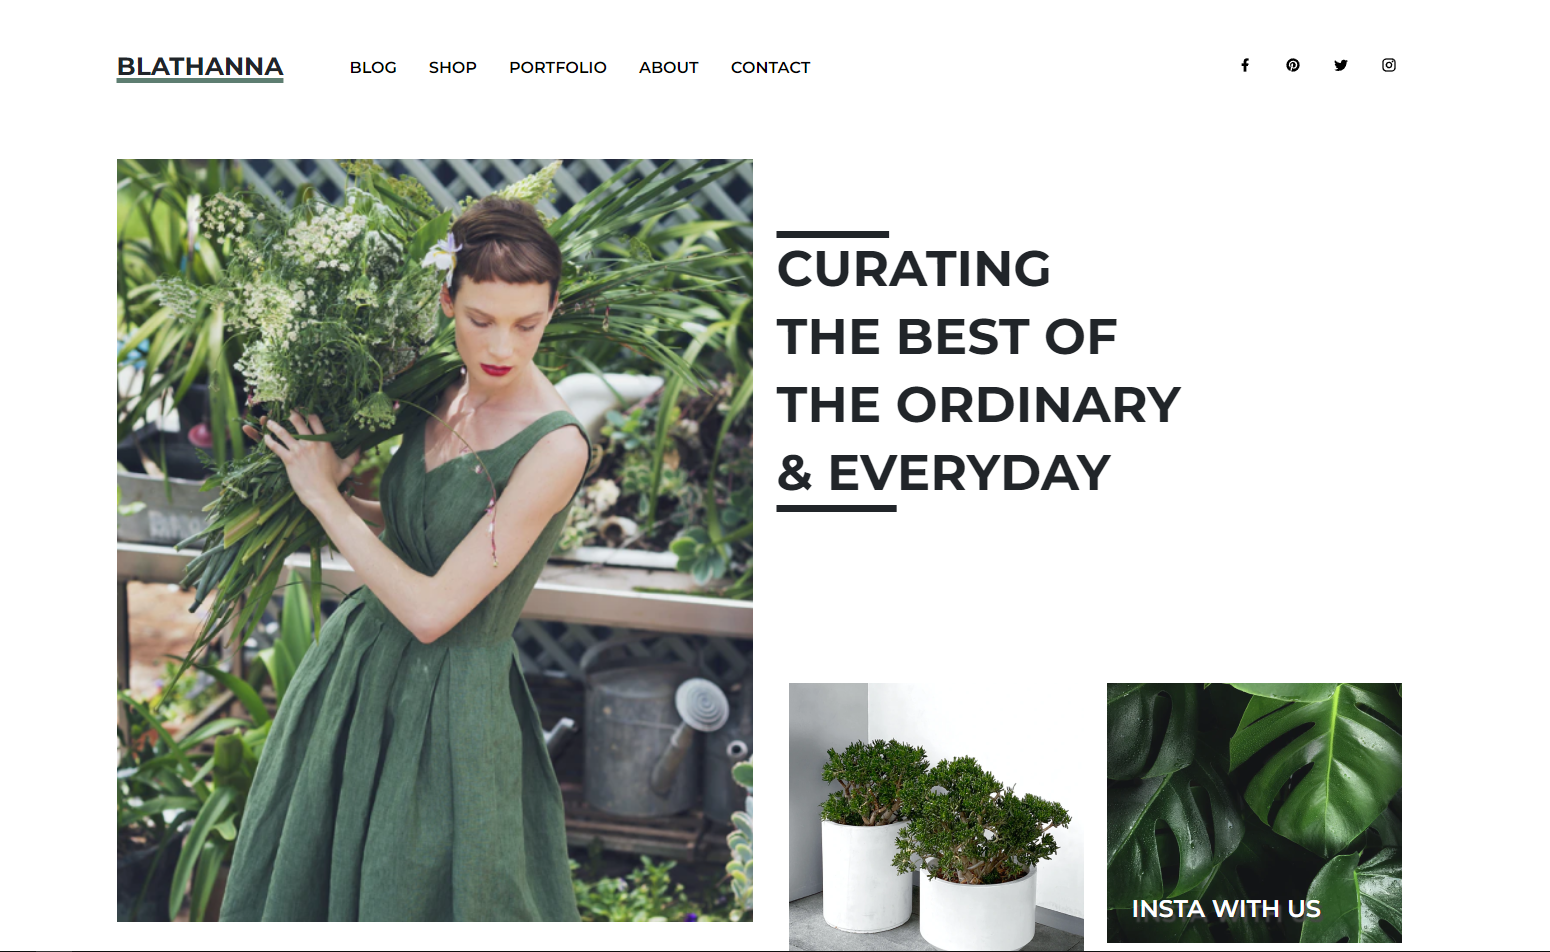 BLATHANNA
BLOG SHOP PORTFOLIO ABOUT CONTACT
CURATING
THE BEST OF
THE ORDINARY
& EVERYDAY
INSTA WITH US